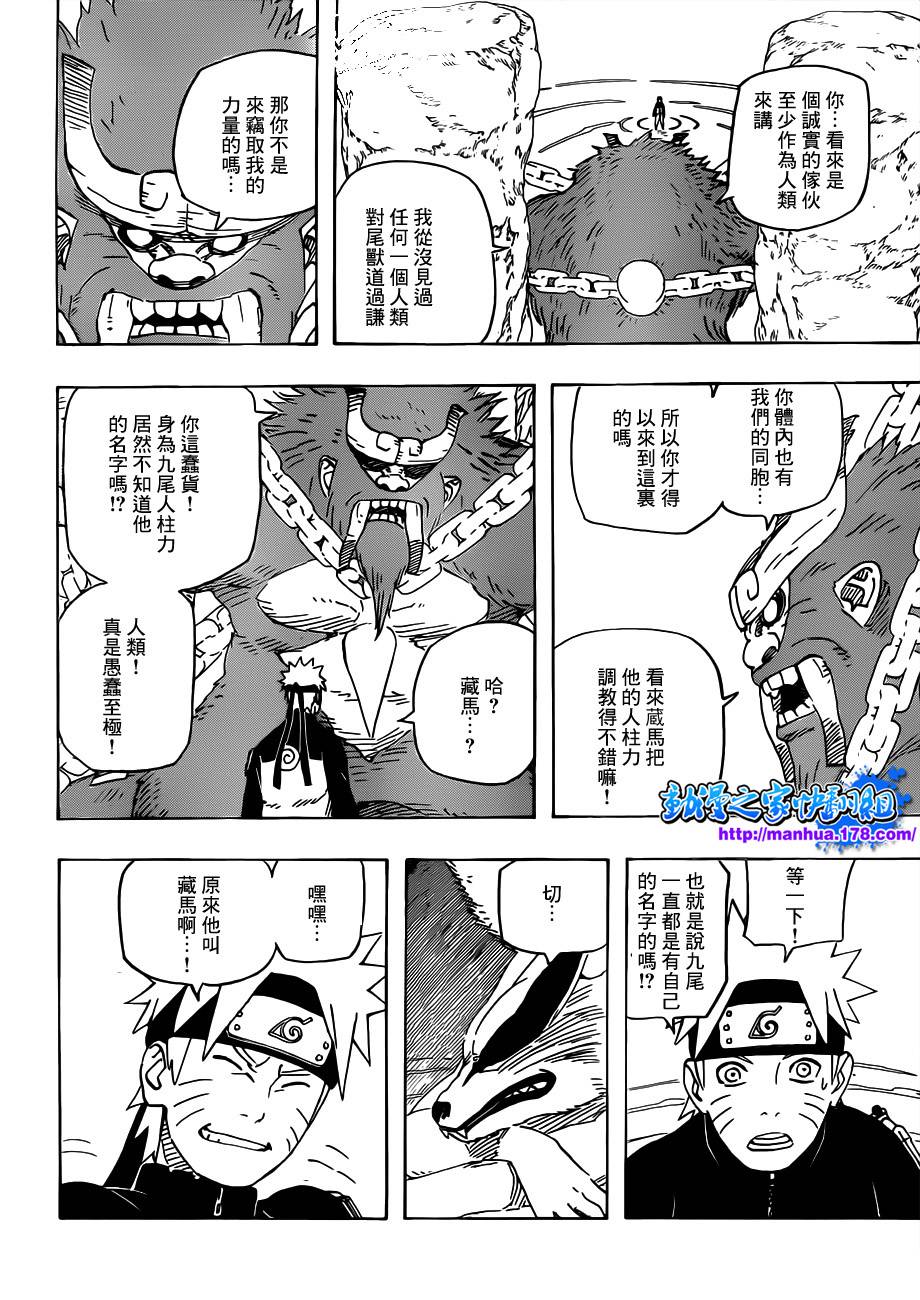 你…看來是
個誠實的傢伙
至少作為人類
來講
我從沒見過
任何一個人類
對尾獸道過謙
那你不是
來竊取我的
力量的嗎…
你體內也有
我們的同胞…
所以你才得
以來到這裏
的嗎
看來蔵馬把
他的人柱力
調教得不錯嘛！
哈？
藏馬…？
你這蠢貨！
身為九尾人柱力
居然不知道他
的名字嗎!?
人類！
真是愚蠢至極！
動漫之家快翻組
http://manhua.178.com/
等一下！
也就是說九尾
一直都是有自己
的名字的嗎!?
切…
嘿嘿…
原來他叫
藏馬啊…！